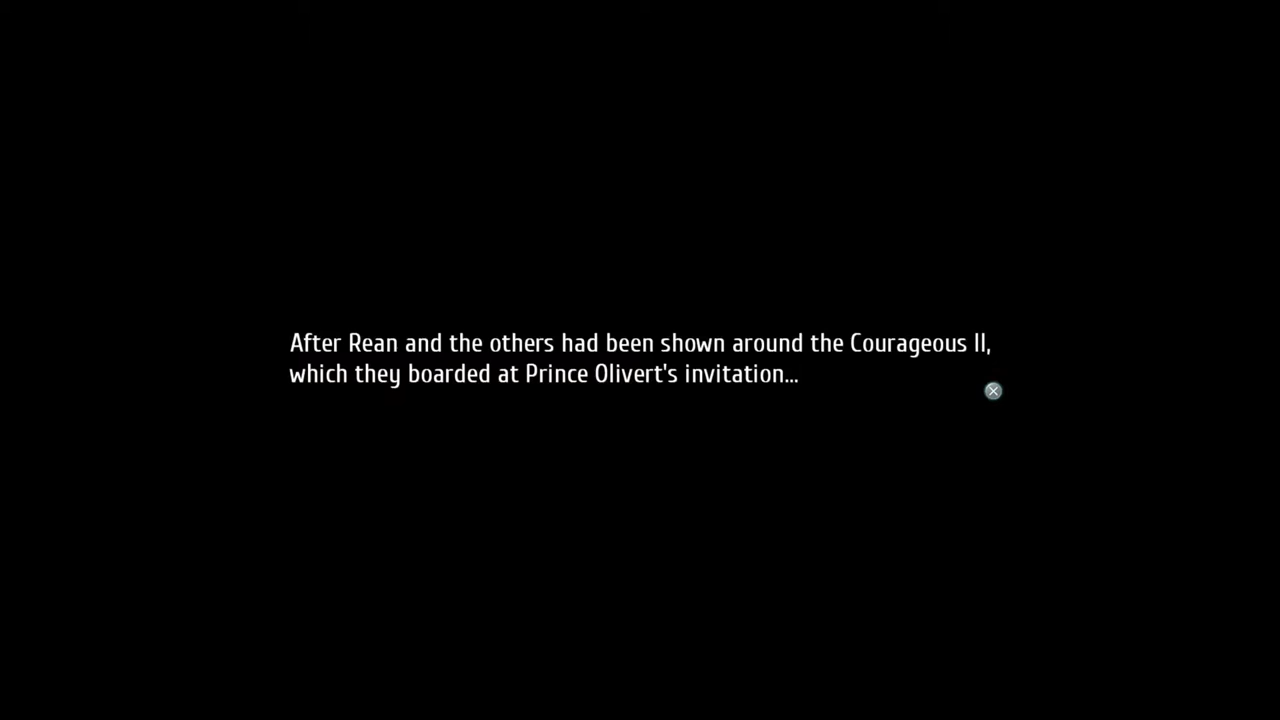 After Rean and the others had been shown around the Courageous II,
which they boarded at Prince Olivert's invitation...